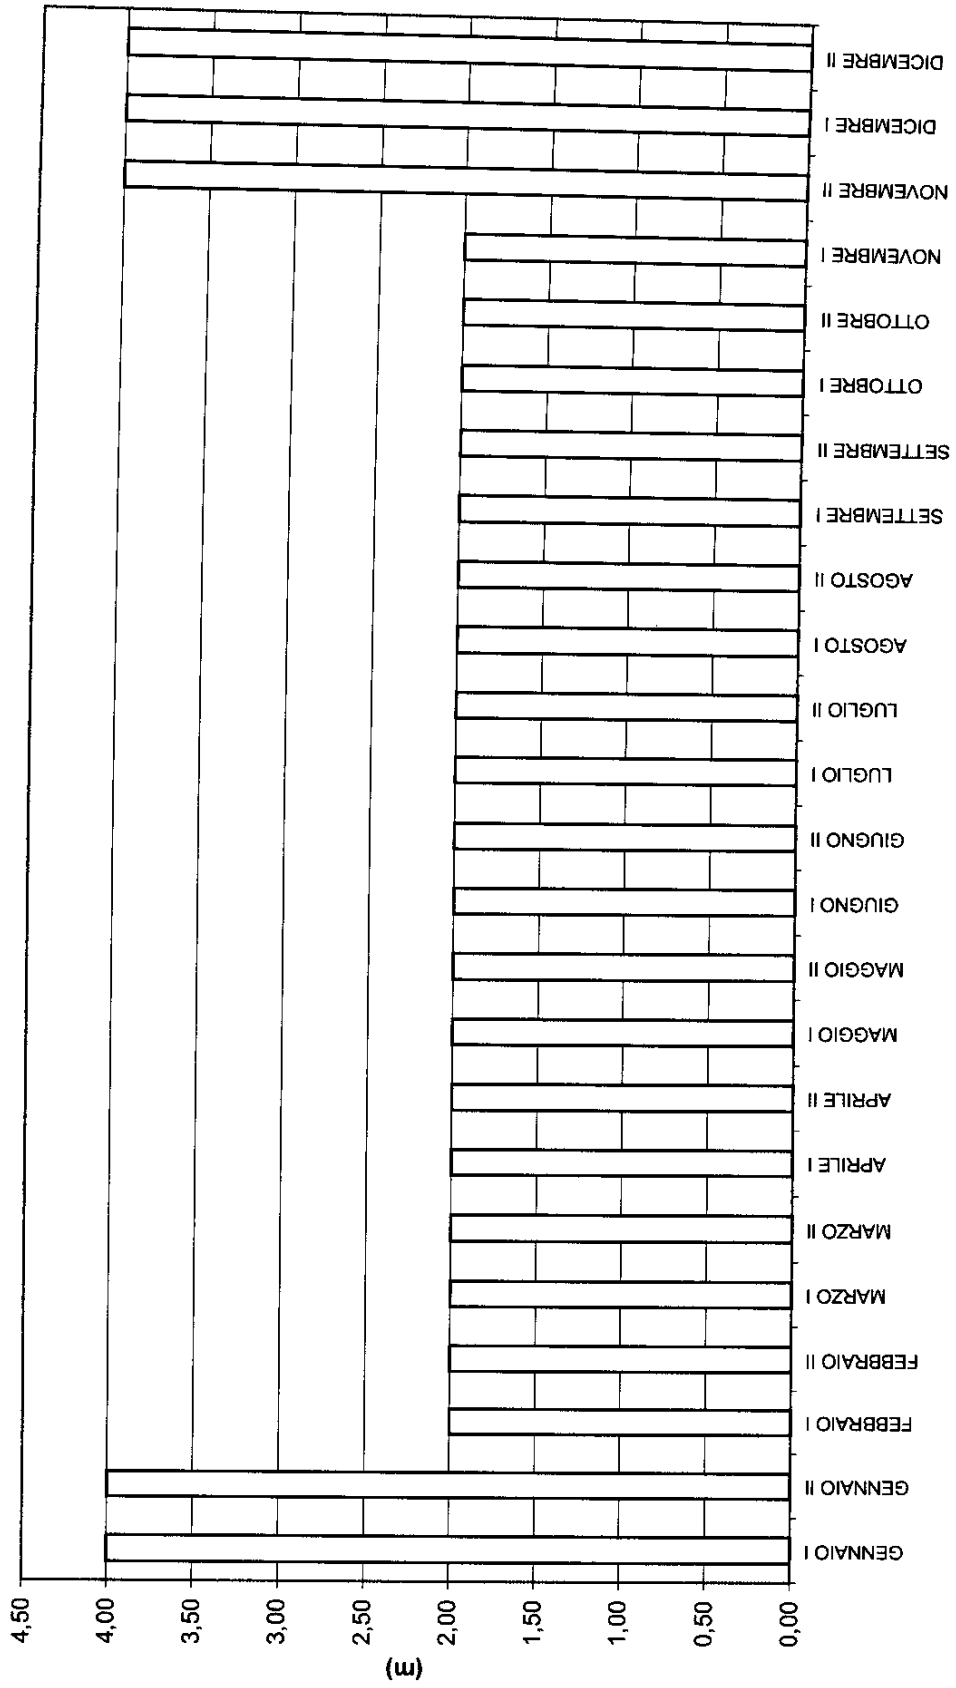 4,50
4,00
3,50
3,00
2,50
2,00
1,50
1,00
0,50
0,00
(m)
GENNAIO I
GENNAIO II
FEBBRAIO I
FEBBRAIO II
MARZO I
MARZO II
APRILE I
APRILE II
MAGGIO I
MAGGIO II
GIUGNO I
GIUGNO II
LUGLIO I
LUGLIO II
AGOSTO I
AGOSTO II
SETTEMBRE I
SETTEMBRE II
OTTOBRE I
OTTOBRE II
NOVEMBRE I
NOVEMBRE II
DICEMBRE I
DICEMBRE II